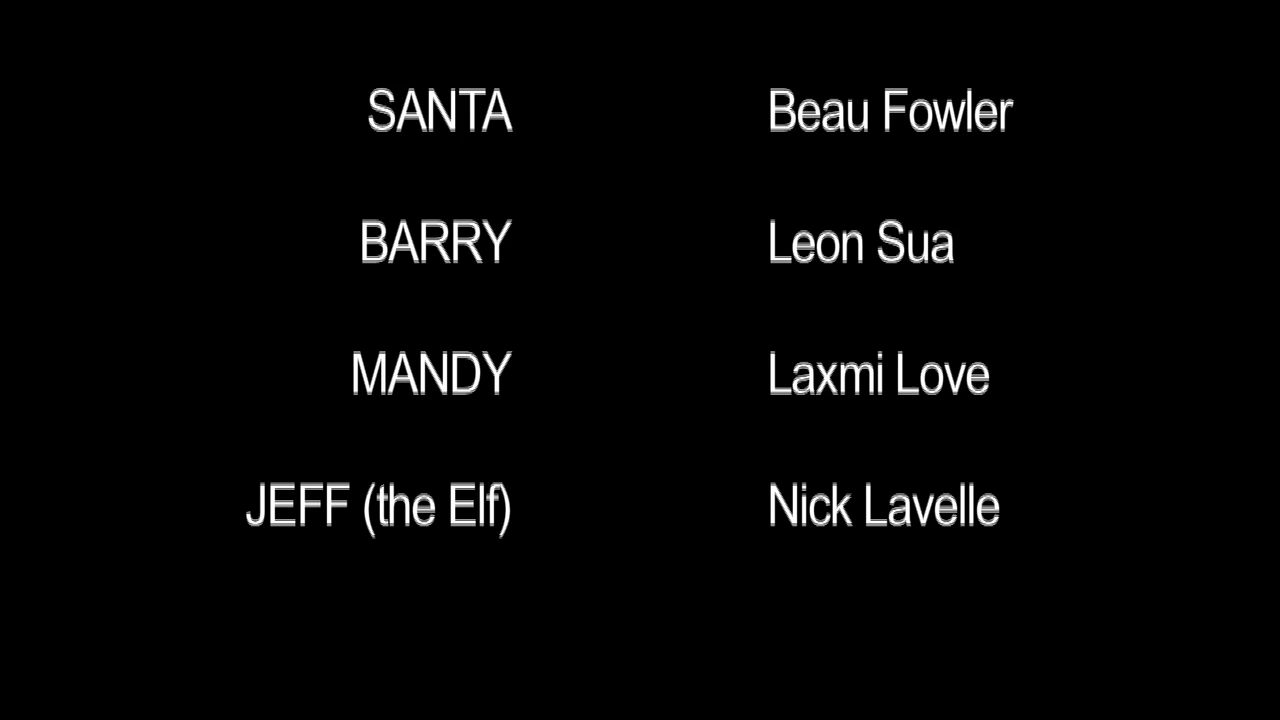 SANTA Beau Fowler
BARRY Leon Sua
MANDY Laxmi Love
JEFF (the Elf) Nick Lavelle